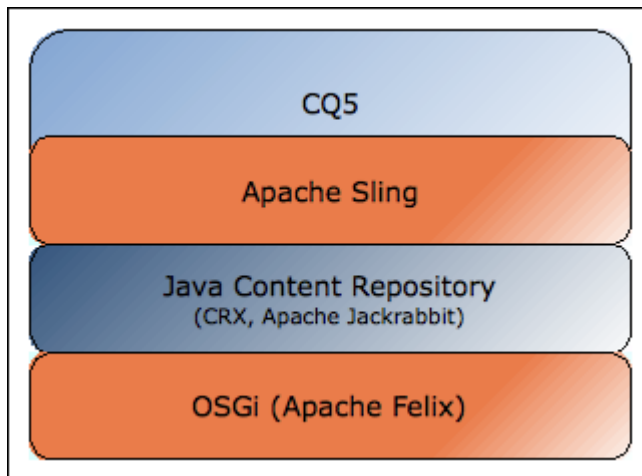 CQ5
Apache Sling
Java Content Repository
(CRX, Apache Jackrabbit)
OSGi (Apache Felix)